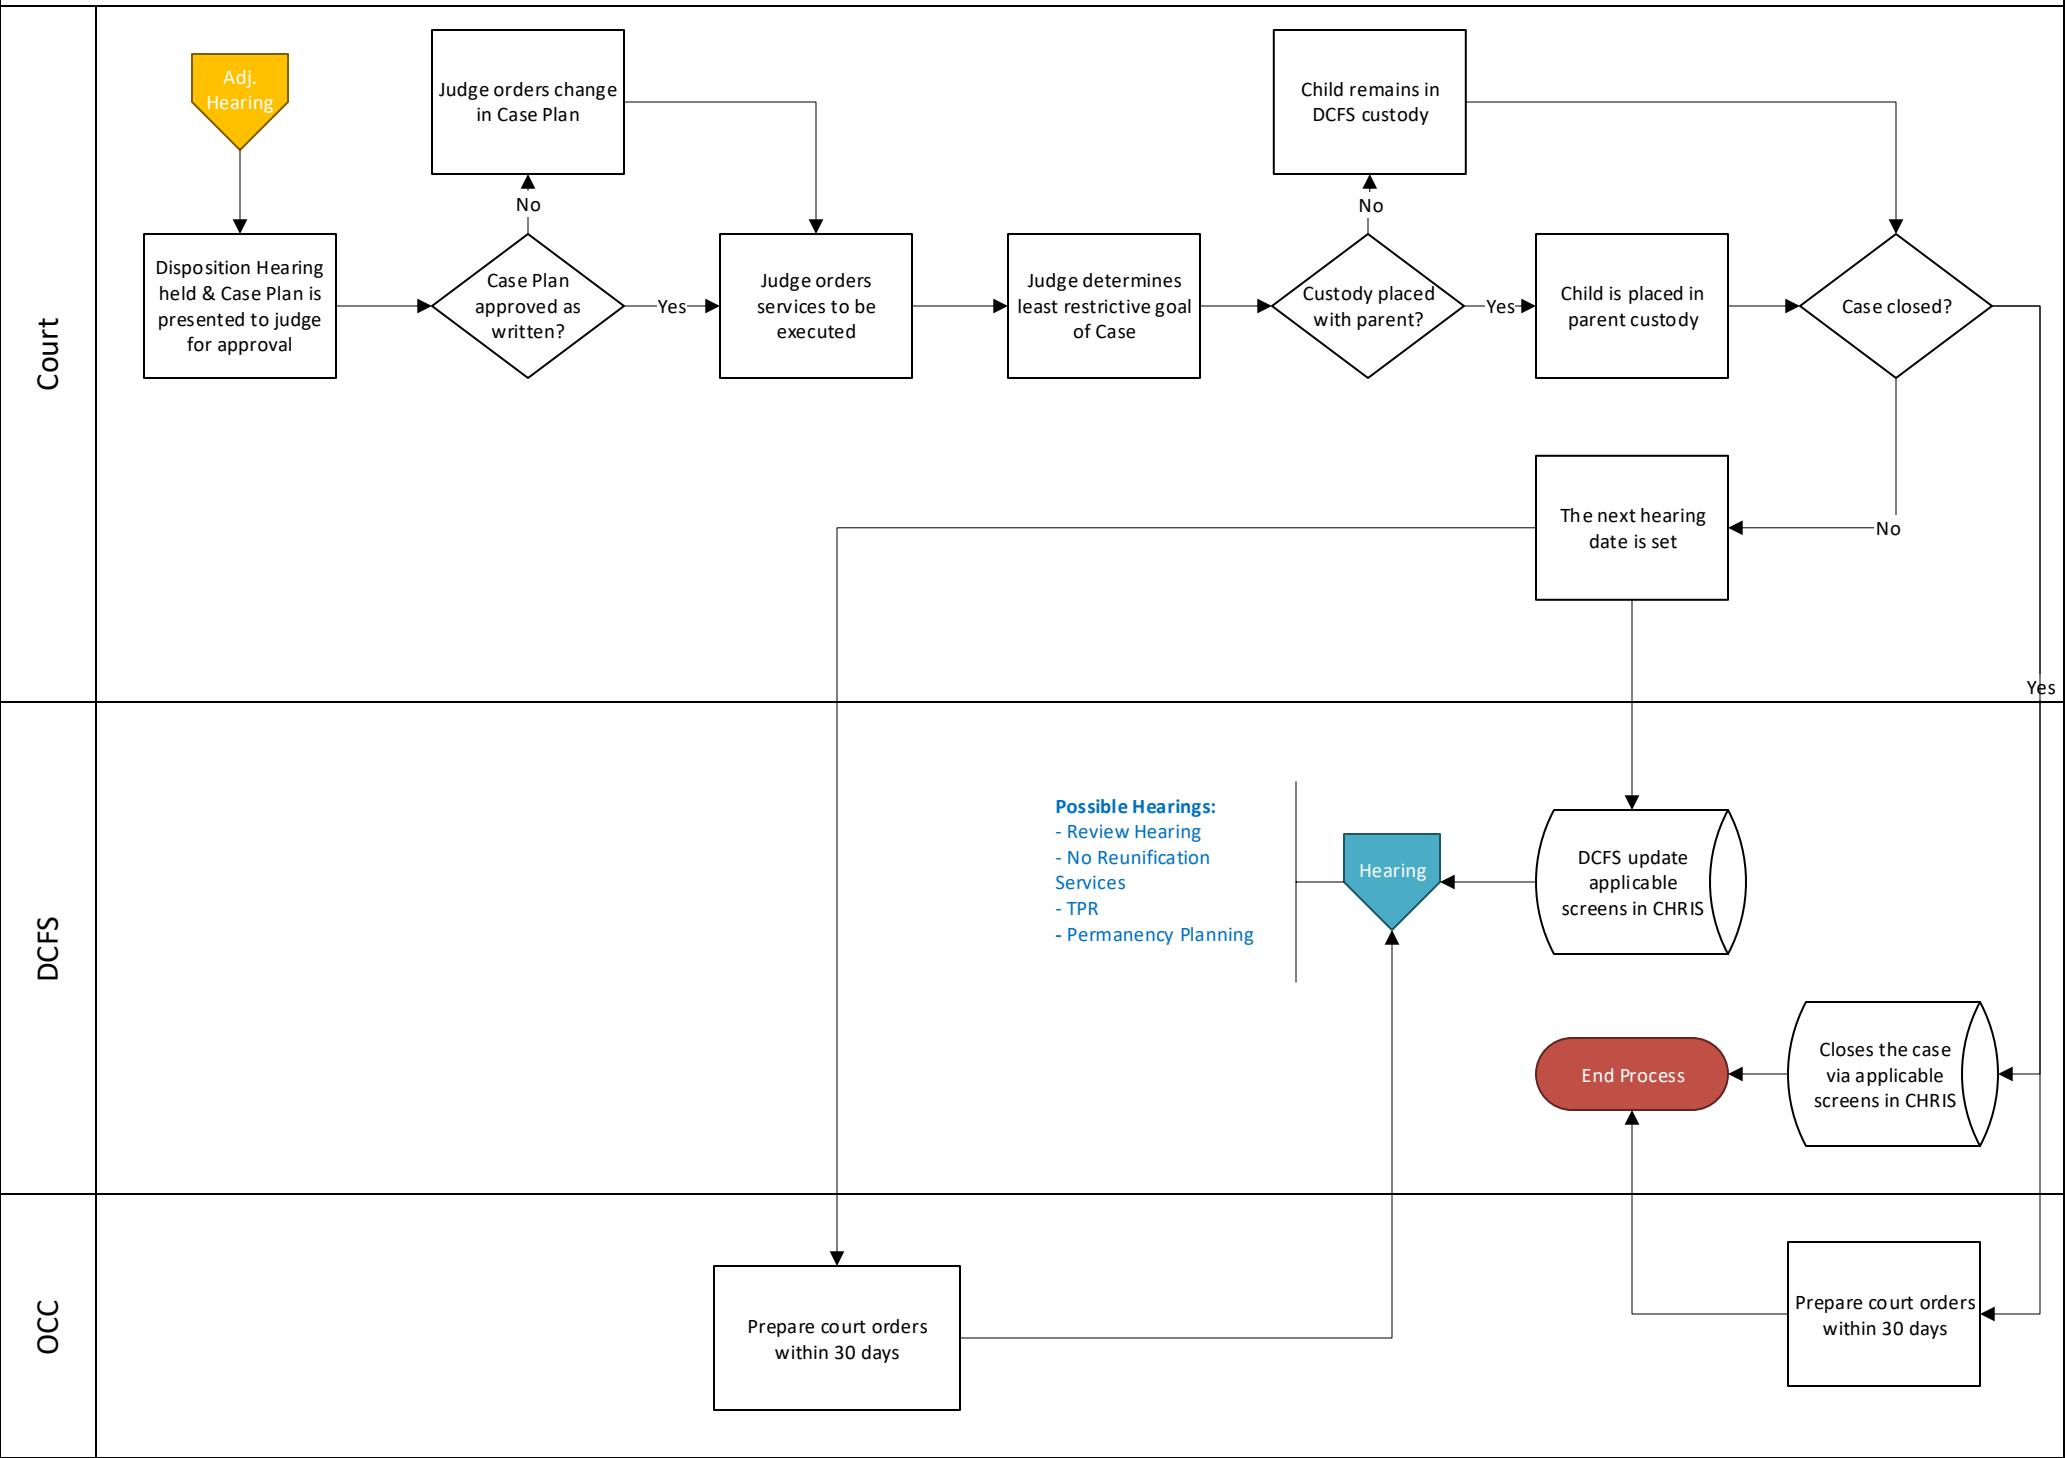 Court
Adj.
Hearing
Judge orders change
in Case Plan
Child remains in
DCFS custody
No
No
Disposition Hearing
held & Case Plan is
presented to judge
for approval
Case Plan
approved as
written?
Yes
Judge orders
services to be
executed
Judge determines
least restrictive goal
of Case
Custody placed
with parent?
Yes
Child is placed in
parent custody
Case closed?
The next hearing
date is set
No
Yes
DCFS
Possible Hearings:
- Review Hearing
- No Reunification
Services
- TPR
- Permanency Planning
Hearing
DCFS update
applicable
screens in CHRIS
End Process
Closes the case
via applicable
screens in CHRIS
OCC
Prepare court orders
within 30 days
Prepare court orders
within 30 days